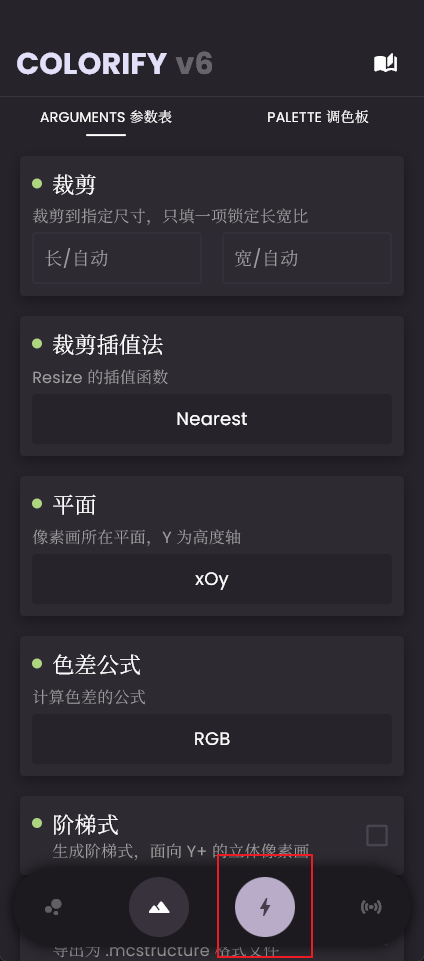 COLORIFY v6
ARGUMENTS 参数表
PALETTE 调色板
裁剪
裁剪到指定尺寸，只填一项锁定长宽比
长/自动
宽/自动
裁剪插值法
Resize 的插值函数
Nearest
平面
像素画所在平面，Y 为高度轴
xOy
色差公式
计算色差的公式
RGB
阶梯式
生成阶梯式，面向 Y+ 的立体像素画
导出为 .mcstructure 格式文件